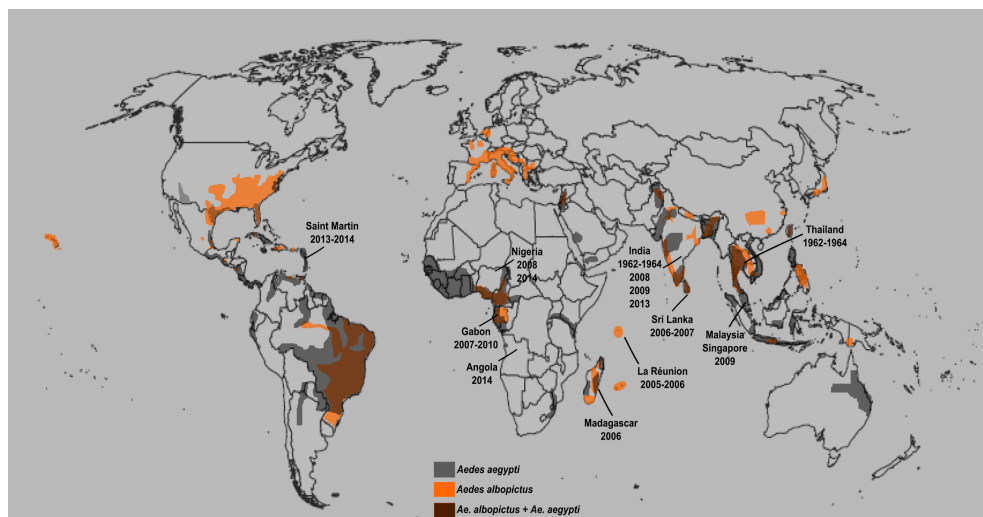 Saint Martin
2013-2014
Nigeria
2008
2014
India
1962-1964
2008
2009
2013
Thailand
1962-1964
Sri Lanka
2006-2007
Malaysia
Singapore
2009
Gabon
2007-2010
Angola
2014
La Réunion
2005-2006
Madagascar
2006
Aedes aegypti
Aedes albopictus
Ae. albopictus + Ae. aegypti